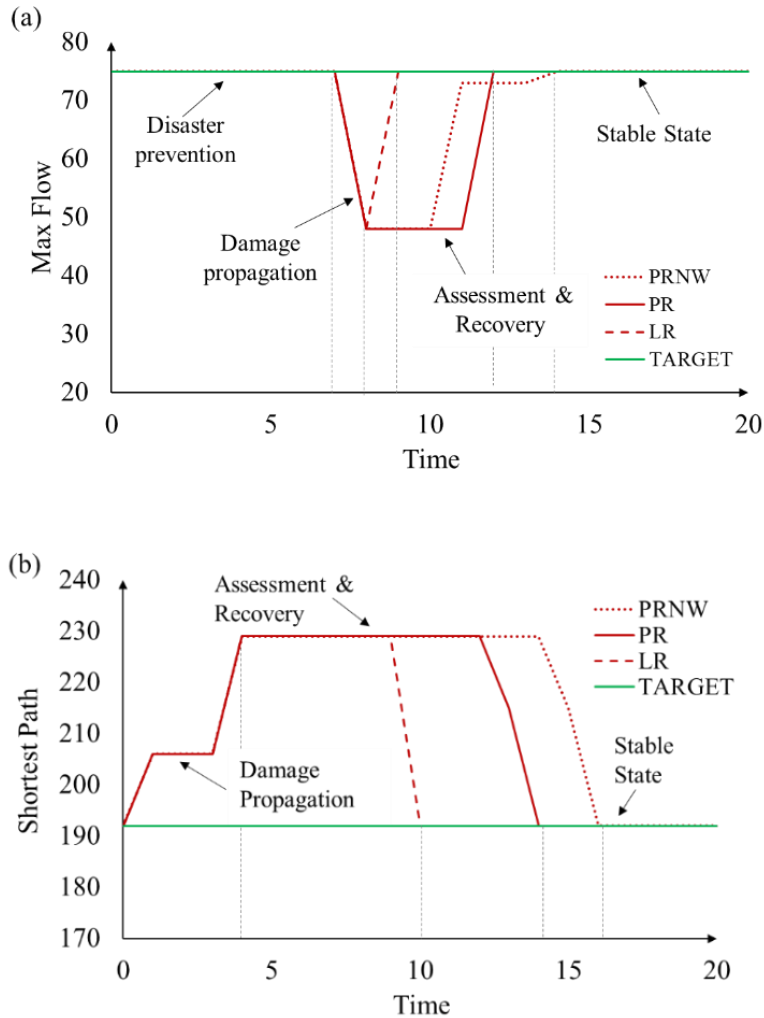 (a)
80
70
60
50
40
30
20
Max Flow
Disaster
prevention
Damage
propagation
Assessment &
Recovery
Stable State
PRNW
PR
LR
TARGET
0 5 10 15 20
Time
(b)
240
230
220
210
200
190
180
170
Shortest Path
Assessment &
Recovery
Damage
Propagation
Stable
State
PRNW
PR
LR
TARGET
0 5 10 15 20
Time